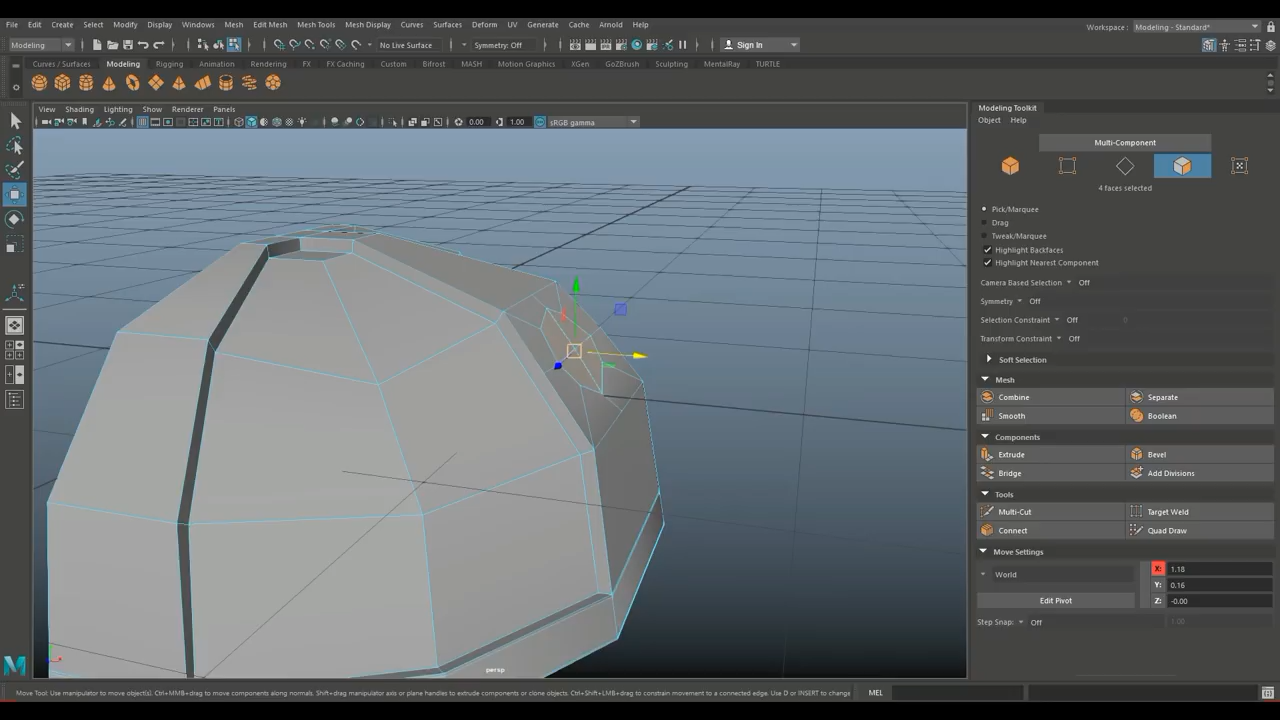 File Edit Create Select Modify Display Windows Mesh Edit Mesh Mesh Tools Mesh Display Curves Surfaces Deform UV Generate Cache Arnold Help
Workspace : Modeling - Standard*
Modeling No Live Surface Symmetry: Off Sign In
Curves / Surfaces Modeling Rigging Animation Rendering FX FX Caching Custom Bifrost MASH Motion Graphics XGen GoZBrush Sculpting MentalRay TURTLE
View Shading Lighting Show Renderer Panels
0.00 1.00 sRGB gamma
persp
Modeling Toolkit
Object Help
Multi-Component
4 faces selected
Pick/Marquee
Drag
Tweak/Marquee
Highlight Backfaces
Highlight Nearest Component
Camera Based Selection Off
Symmetry Off
Selection Constraint Off 0
Transform Constraint Off
Soft Selection
Mesh
Combine Separate
Smooth Boolean
Components
Extrude Bevel
Bridge Add Divisions
Tools
Multi-Cut Target Weld
Connect Quad Draw
Move Settings
World
X: 1.18
Y: 0.16
Edit Pivot Z: -0.00
Step Snap: Off 1.00
Move Tool: Use manipulator to move object(s). Ctrl+MMB+drag to move components along normals. Shift+drag manipulator axis or plane handles to extrude components or clone objects. Ctrl+Shift+LMB+drag to constrain movement to a connected edge. Use D or INSERT to change MEL